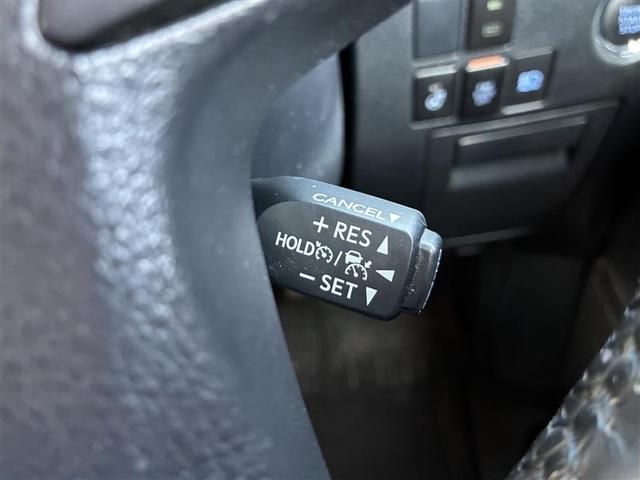 CANCEL▼
+ RES ▲
HOLD / ◀
− SET ▼